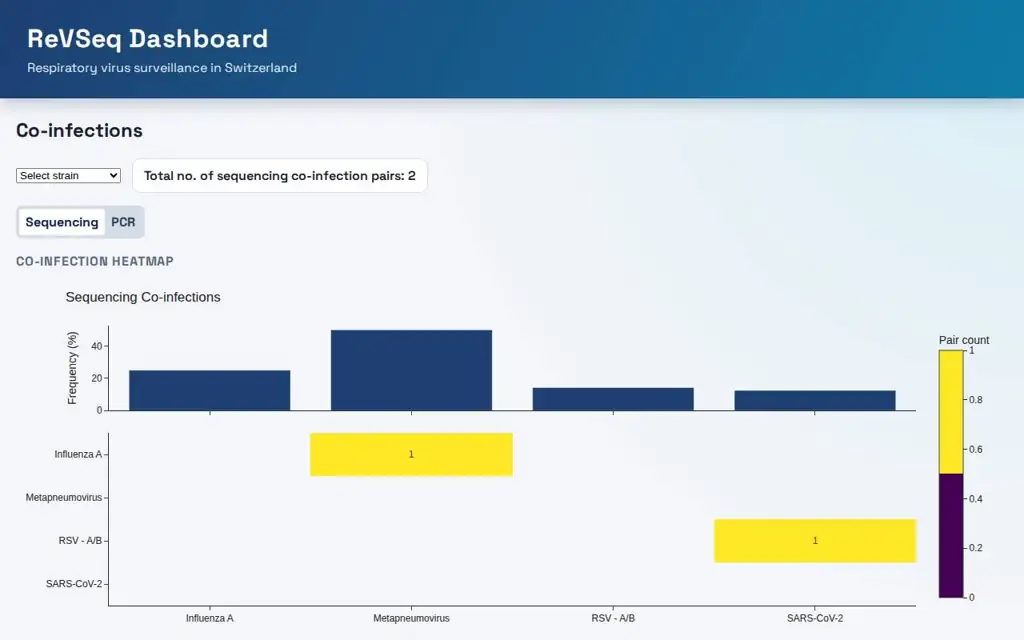 ReVSeq Dashboard
Respiratory virus surveillance in Switzerland
Co-infections
Select strain
Total no. of sequencing co-infection pairs: 2
Sequencing PCR
CO-INFECTION HEATMAP
Sequencing Co-infections
Frequency (%)
40
20
0
Pair count
1
0.8
0.6
0.4
0.2
0
Influenza A
1
Metapneumovirus
RSV - A/B
1
SARS-CoV-2
Influenza A
Metapneumovirus
RSV - A/B
SARS-CoV-2